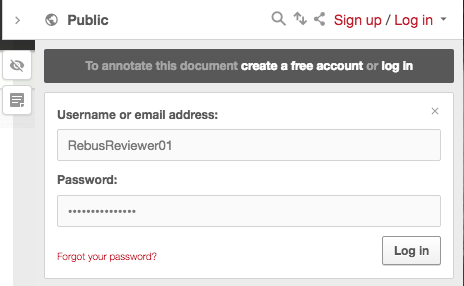 Public Sign up / Log in
To annotate this document create a free account or log in
Username or email address:
×
RebusReviewer01
Password:
•••••••••••••••
Forgot your password?
Log in